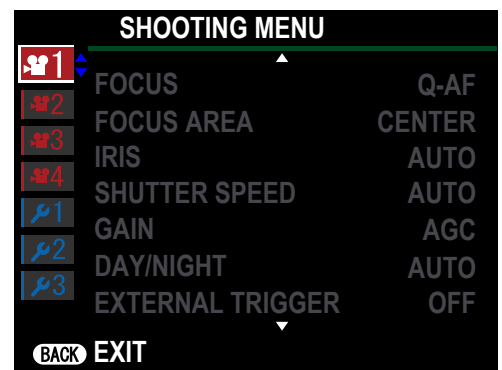 SHOOTING MENU
1
2
3
4
1
2
3
FOCUS Q-AF
FOCUS AREA CENTER
IRIS AUTO
SHUTTER SPEED AUTO
GAIN AGC
DAY/NIGHT AUTO
EXTERNAL TRIGGER OFF
BACK EXIT